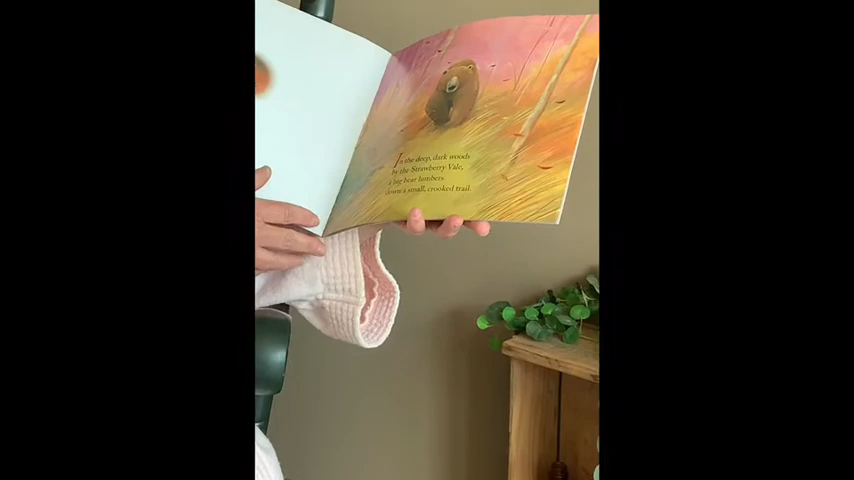 In the deep, dark woods
by the Strawberry Vale,
a big bear lumbers
down a small, crooked trail.